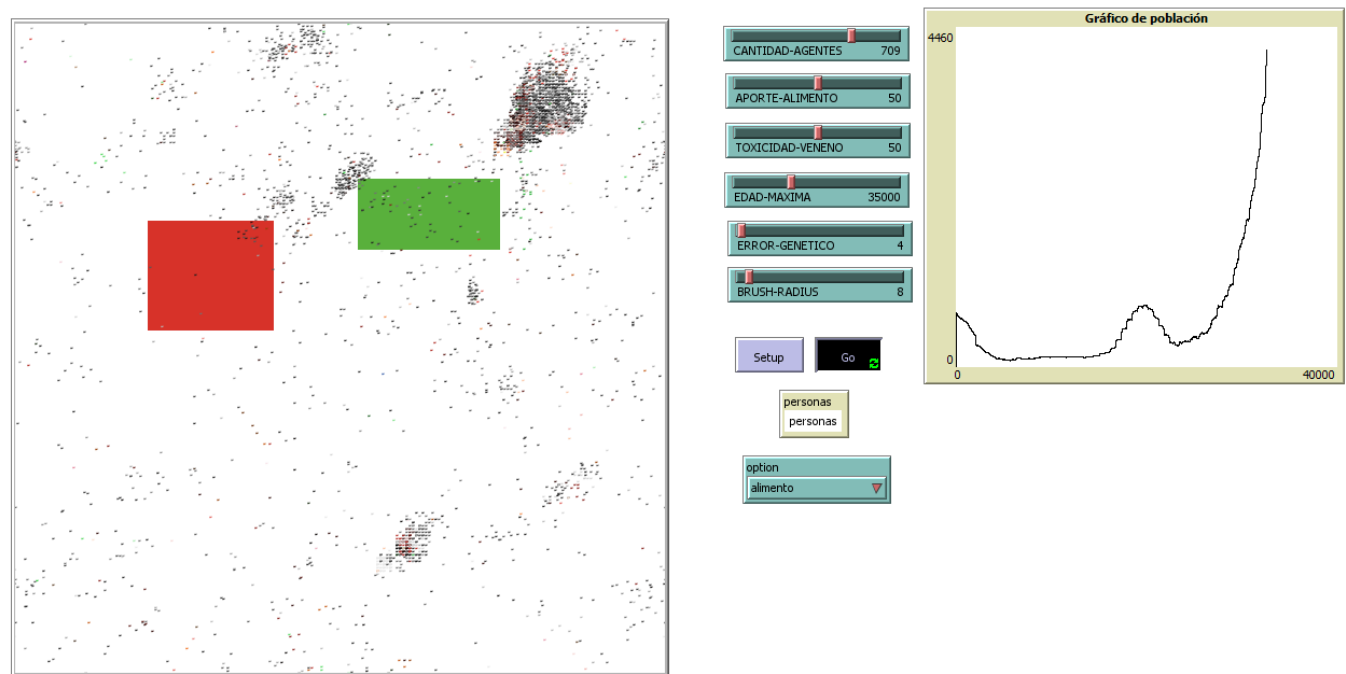 CANTIDAD-AGENTES 709
APORTE-ALIMENTO 50
TOXICIDAD-VENENO 50
EDAD-MAXIMA 35000
ERROR-GENETICO 4
BRUSH-RADIUS 8
Setup
Go
personas
personas
option
alimento
Gráfico de población
4460
0
0
40000